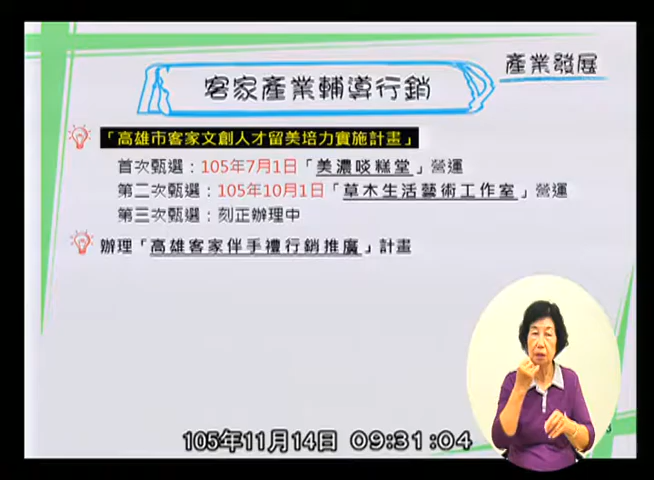 產業發展
客家產業輔導行銷
「高雄市客家文創人才留美培力實施計畫」
首次甄選：105年7月1日「美濃啖糕堂」營運
第二次甄選：105年10月1日「草木生活藝術工作室」營運
第三次甄選：刻正辦理中
辦理「高雄客家伴手禮行銷推廣」計畫
105年11月14日 09:31:04